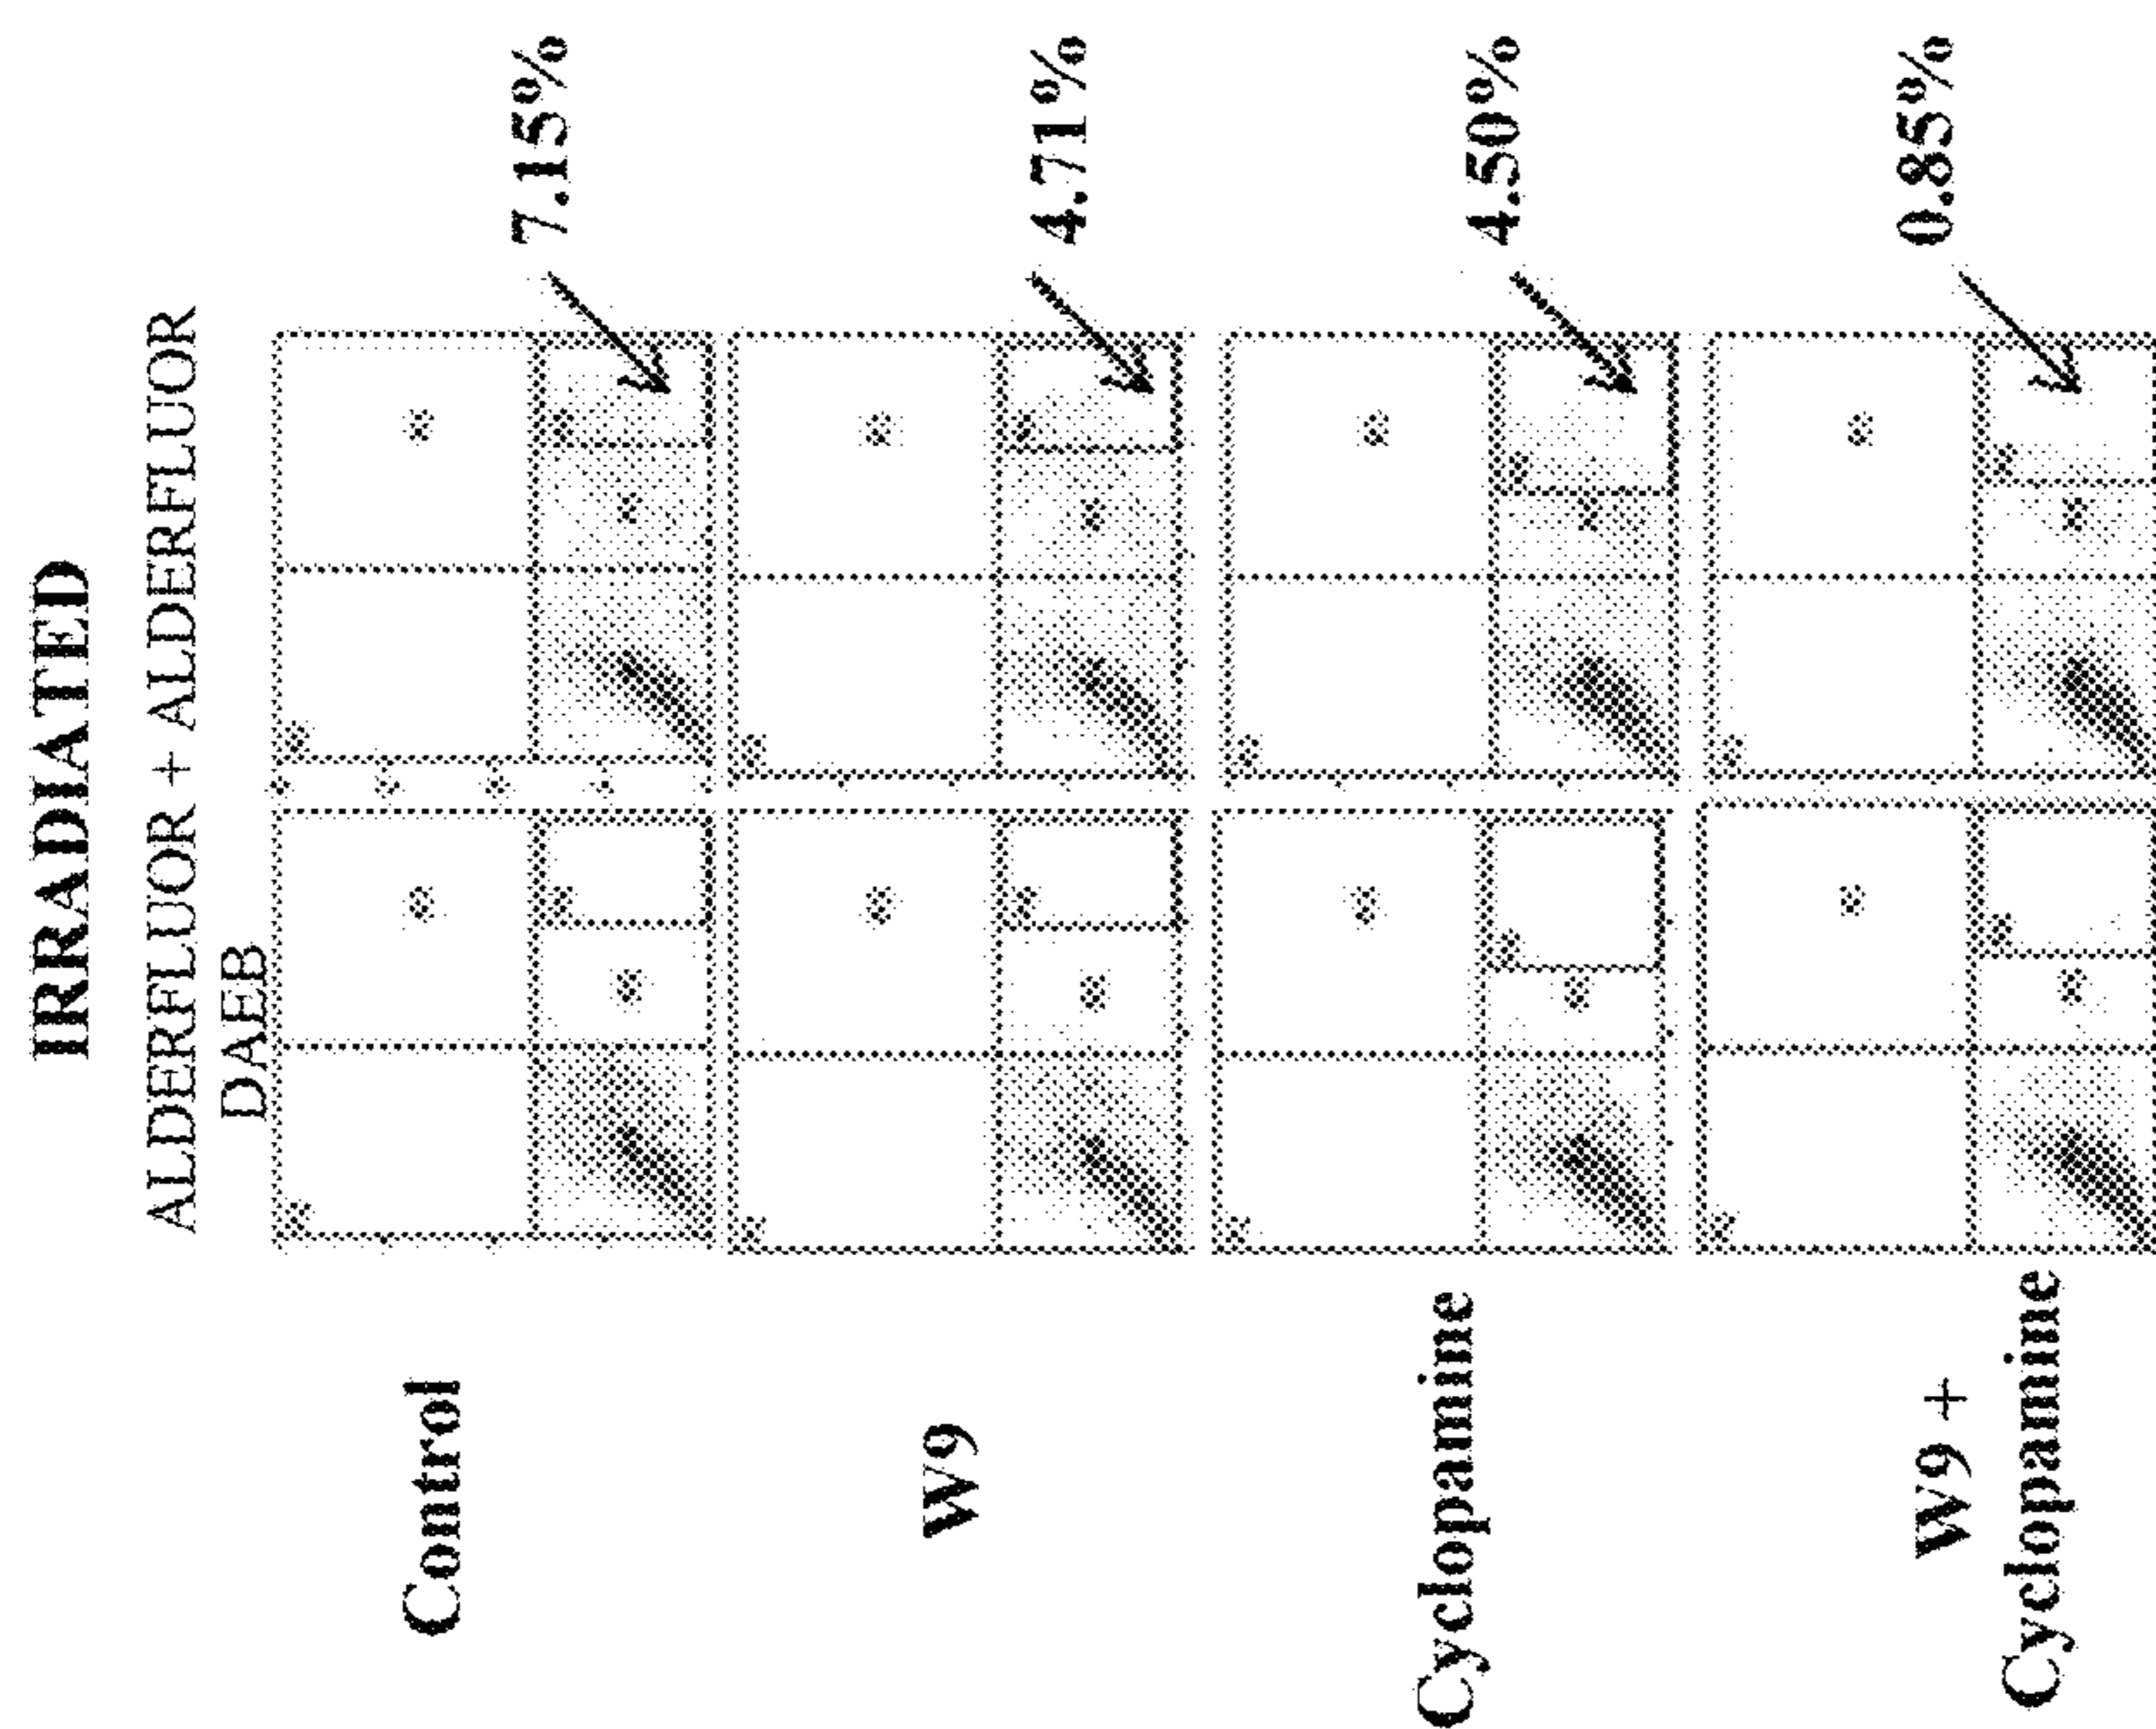 IRRADIATED
ALDERFLUOR + ALDERFLUOR
DAEB
Control
7.15%
W9
4.71%
Cyclopamine
4.50%
W9 +
Cyclopamine
0.85%